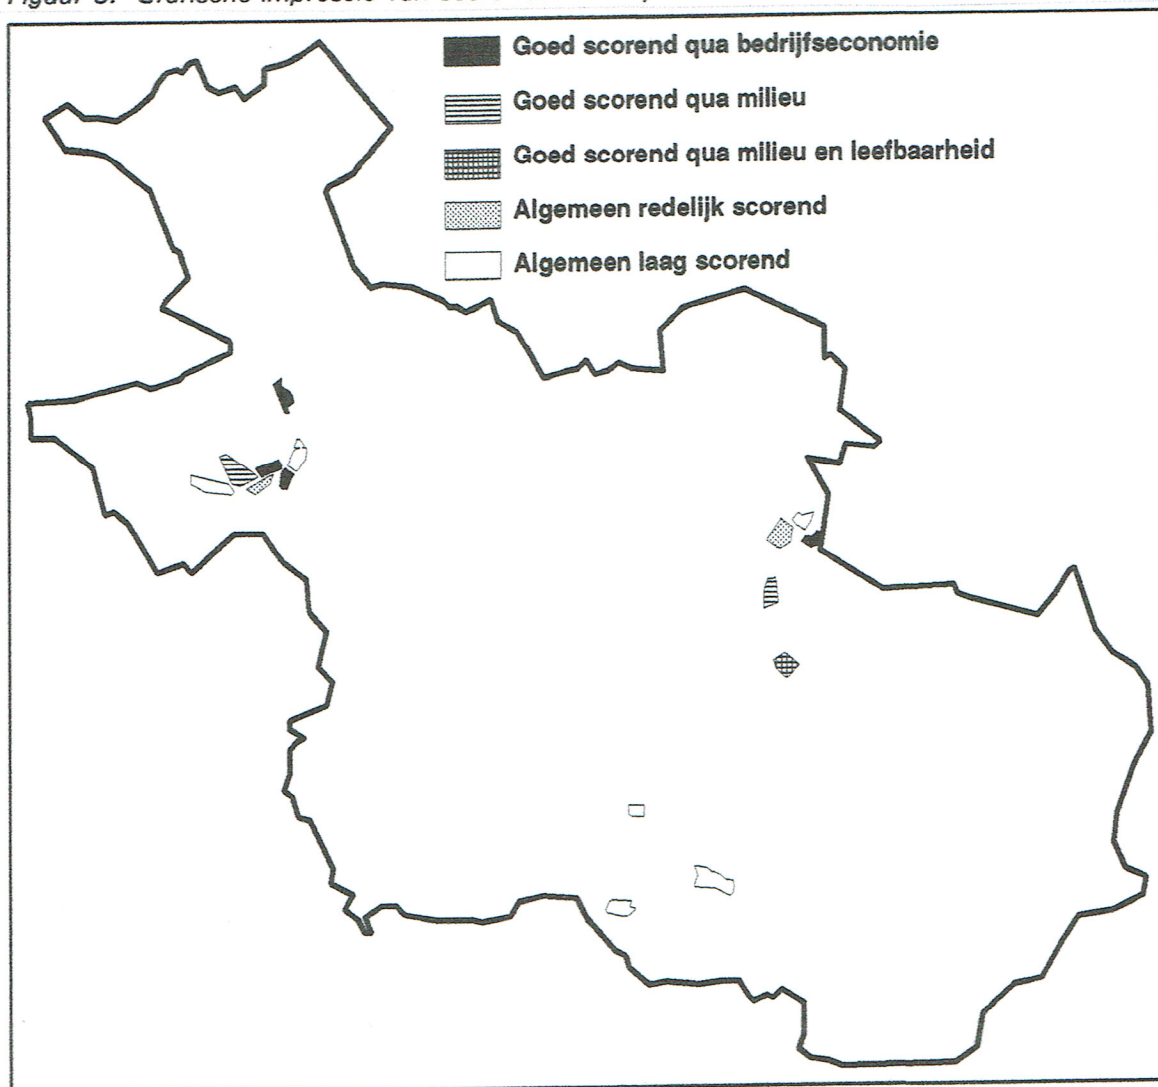 Goed scorend qua bedrijfseconomie
Goed scorend qua milieu
Goed scorend qua milieu en leefbaarheid
Algemeen redelijk scorend
Algemeen laag scorend